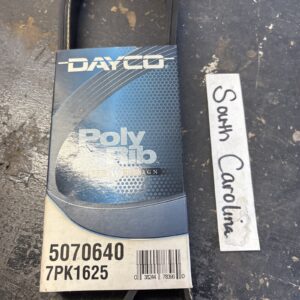 DAYCO
Poly
Rib
5070640
7PK1625
South Carolina